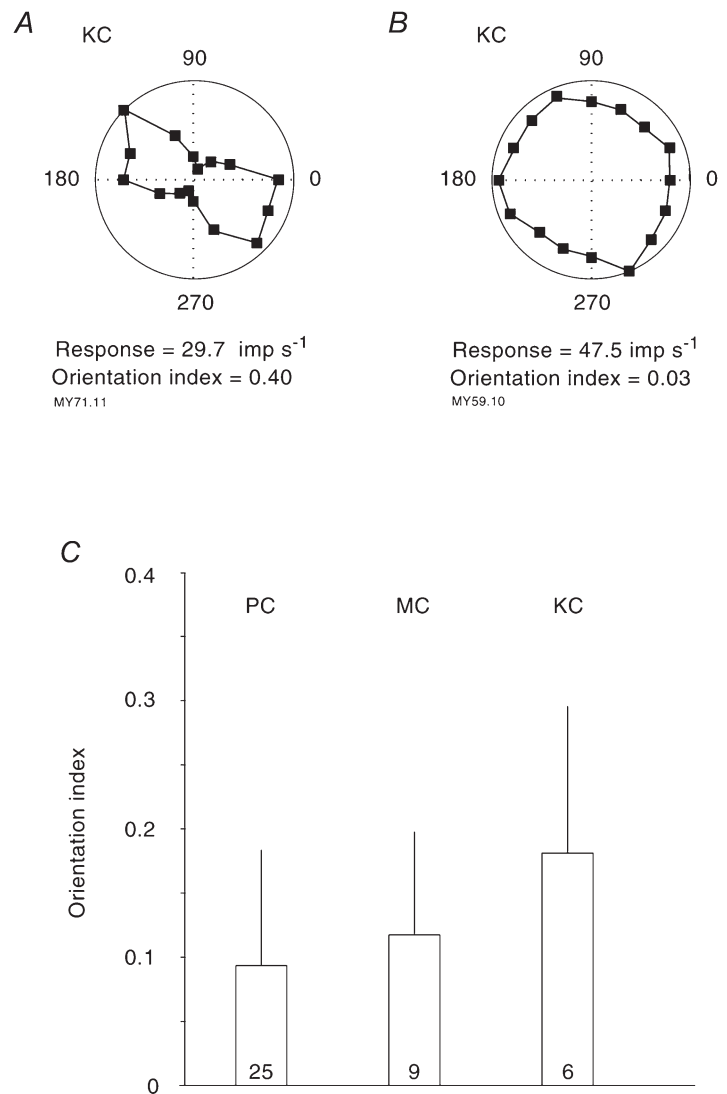 A
KC
90
180
0
270
Response = 29.7 imp s-1
Orientation index = 0.40
MY71.11
B
KC
90
180
0
270
Response = 47.5 imp s-1
Orientation index = 0.03
MY59.10
C
0.4
0.3
0.2
0.1
0
Orientation index
PC
MC
KC
25
9
6